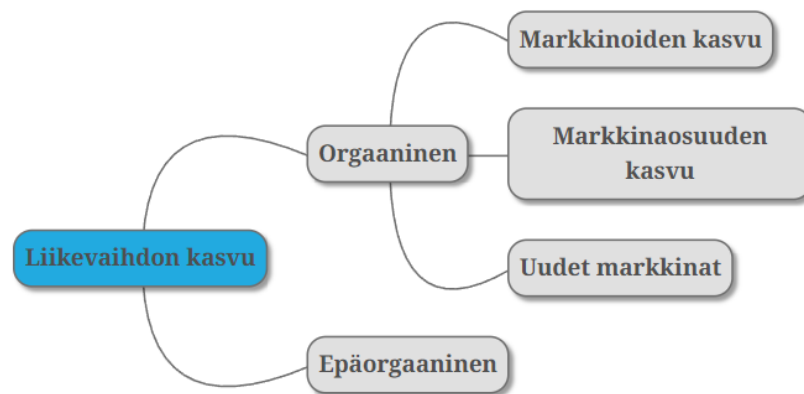 Markkinoiden kasvu
Orgaaninen
Markkinaosuuden
kasvu
Liikevaihdon kasvu
Uudet markkinat
Epäorgaaninen